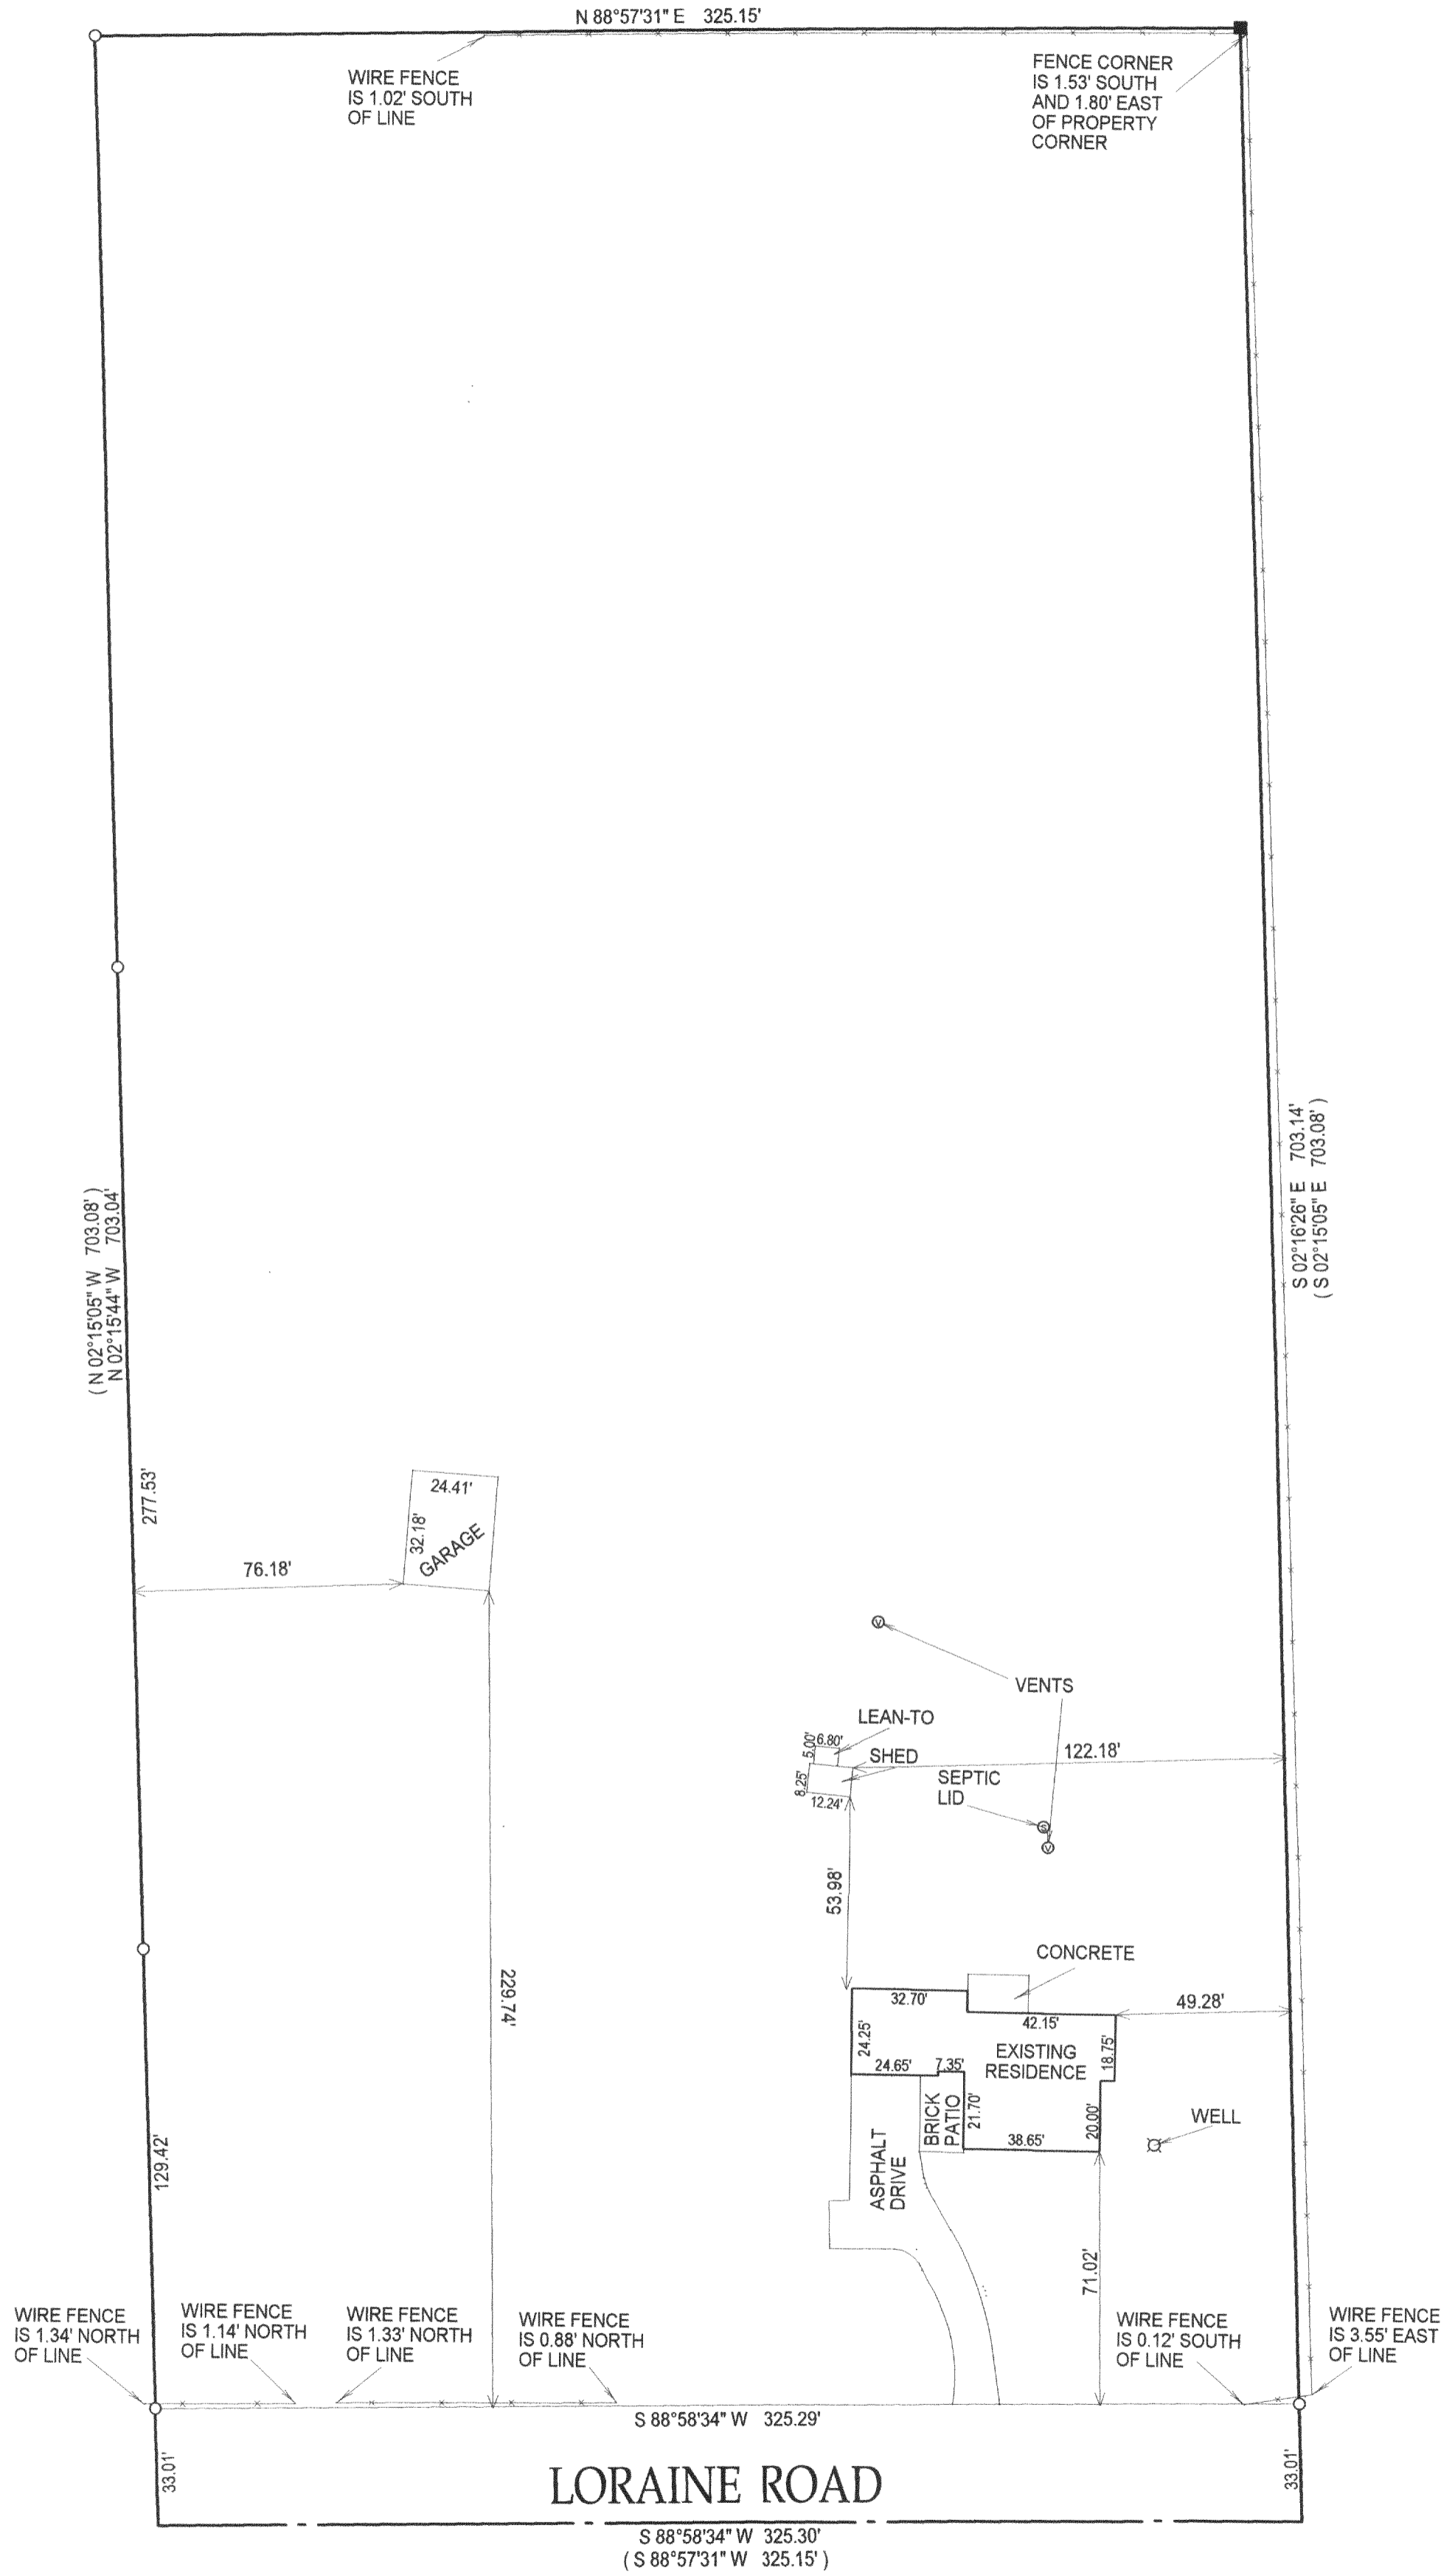 N 88°57'31" E 325.15'
WIRE FENCE
IS 1.02' SOUTH
OF LINE
FENCE CORNER
IS 1.53' SOUTH
AND 1.80' EAST
OF PROPERTY
CORNER
( N 02°15'05" W 703.08' )
N 02°15'44" W 703.04'
S 02°16'26" E 703.14'
( S 02°15'05" E 703.08' )
277.53'
24.41'
32.18'
GARAGE
76.18'
VENTS
LEAN-TO
6.80'
5.00'
SHED
122.18'
8.25'
12.24'
SEPTIC
LID
V
S
V
53.98'
229.74'
CONCRETE
32.70'
42.15'
49.28'
24.25'
EXISTING
RESIDENCE
18.75'
24.65'
7.35'
BRICK
PATIO
21.70'
20.00'
38.65'
WELL
ASPHALT
DRIVE
129.42'
71.02'
WIRE FENCE
IS 1.34' NORTH
OF LINE
WIRE FENCE
IS 1.14' NORTH
OF LINE
WIRE FENCE
IS 1.33' NORTH
OF LINE
WIRE FENCE
IS 0.88' NORTH
OF LINE
WIRE FENCE
IS 0.12' SOUTH
OF LINE
WIRE FENCE
IS 3.55' EAST
OF LINE
S 88°58'34" W 325.29'
33.01'
33.01'
LORAINE ROAD
S 88°58'34" W 325.30'
( S 88°57'31" W 325.15' )